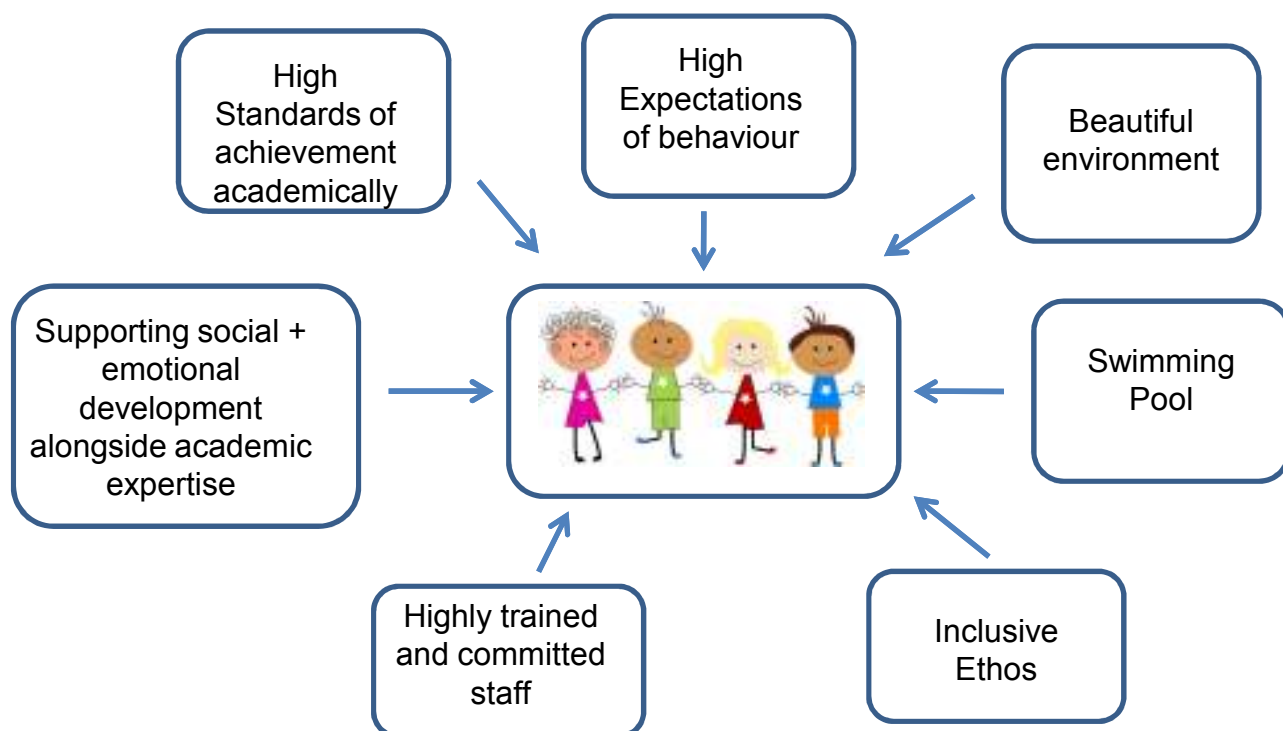 High
Standards of
achievement
academically
High
Expectations
of behaviour
Beautiful
environment
Supporting social +
emotional
development
alongside academic
expertise
Swimming
Pool
Highly trained
and committed
staff
Inclusive
Ethos